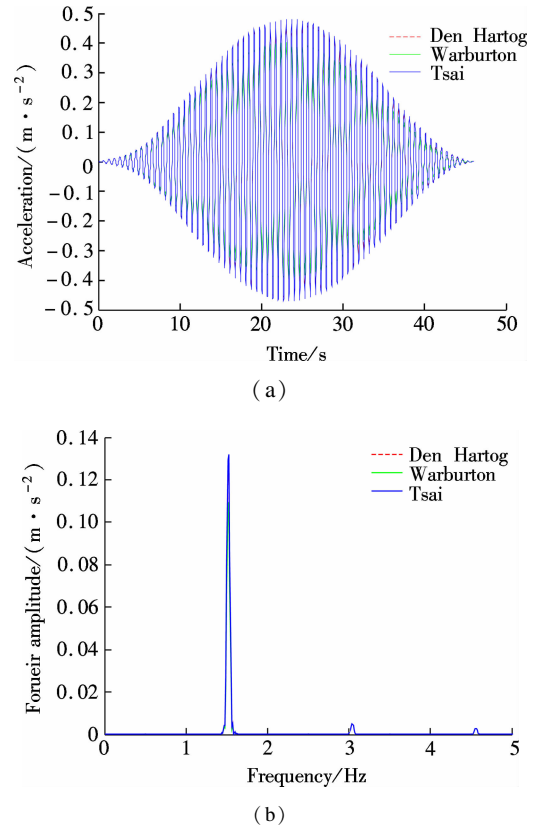 0.5
0.4
0.3
0.2
0.1
0
−0.1
−0.2
−0.3
−0.4
−0.5
Acceleration/(m·s⁻²)
Den Hartog
Warburton
Tsai
0 10 20 30 40 50
Time/s
(a)
0.14
0.12
0.10
0.08
0.06
0.04
0.02
0
Forueir amplitude/(m·s⁻²)
Den Hartog
Warburton
Tsai
0 1 2 3 4 5
Frequency/Hz
(b)